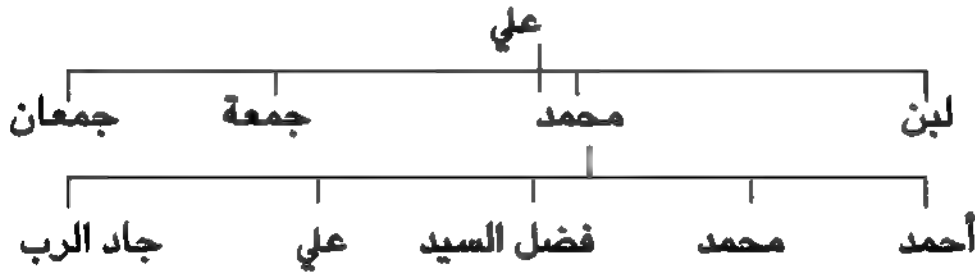 علي
لبن محمد جمعة جمعان
أحمد محمد فضل السيد علي جاد الرب